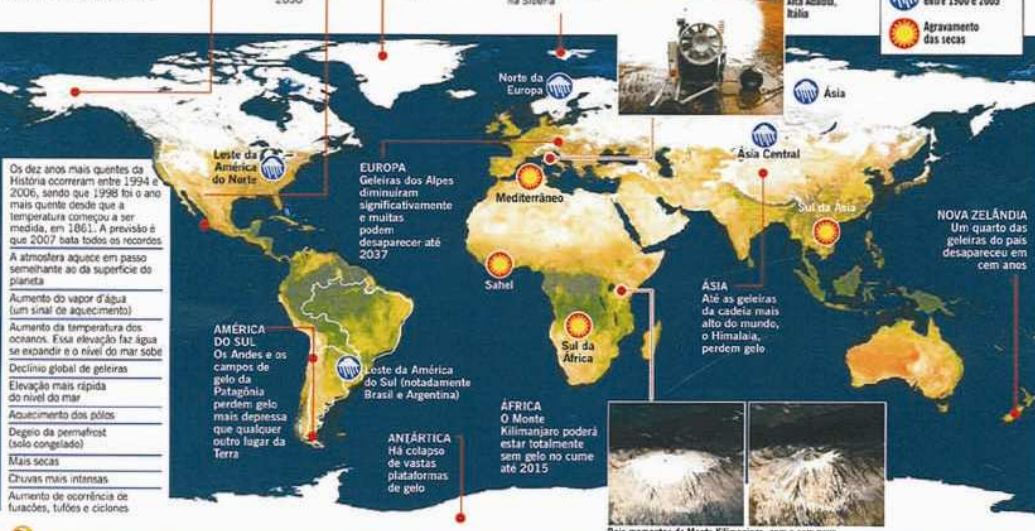 2050
na Sibéria
Alta Adadia,
Itália
entre 1900 e 2005
Agravamento
das secas
Norte da
Europa
Ásia
Ásia Central
Leste da
América
do Norte
EUROPA
Geleiras dos Alpes
diminuíram
significativamente
e muitas
podem
desaparecer até
2037
Mediterrâneo
Sul da Ásia
Os dez anos mais quentes da
História ocorreram entre 1994 e
2006, sendo que 1998 foi o ano
mais quente desde que a
temperatura começou a ser
medida, em 1861. A previsão é
que 2007 bata todos os recordes
A atmosfera aquece em passo
semelhante ao da superfície do
planeta
Aumento do vapor d'água
(um sinal de aquecimento)
Aumento da temperatura dos
oceanos. Essa elevação faz água
se expandir e o nível do mar sobe
Declínio global de geleiras
Elevação mais rápida
do nível do mar
Aquecimento dos pólos
Degelo da permafrost
(solo congelado)
Mais secas
Chuvas mais intensas
Aumento de ocorrência de
furacões, tufões e ciclones
Sahel
NOVA ZELÂNDIA
Um quarto das
geleiras do país
desapareceu em
cem anos
ÁSIA
Até as geleiras
da cadeia mais
alto do mundo,
o Himalaia,
perdem gelo
AMÉRICA
DO SUL
Os Andes e os
campos de
gelo da
Patagônia
perdem gelo
mais depressa
que qualquer
outro lugar da
Terra
Leste da América
do Sul (notadamente
Brasil e Argentina)
Sul da
África
ÁFRICA
O Monte
Kilimanjaro poderá
estar totalmente
sem gelo no cume
até 2015
ANTÁRTICA
Há colapso
de vastas
plataformas
de gelo
Dois momentos do Monte Kilimanjaro, com e sem neve